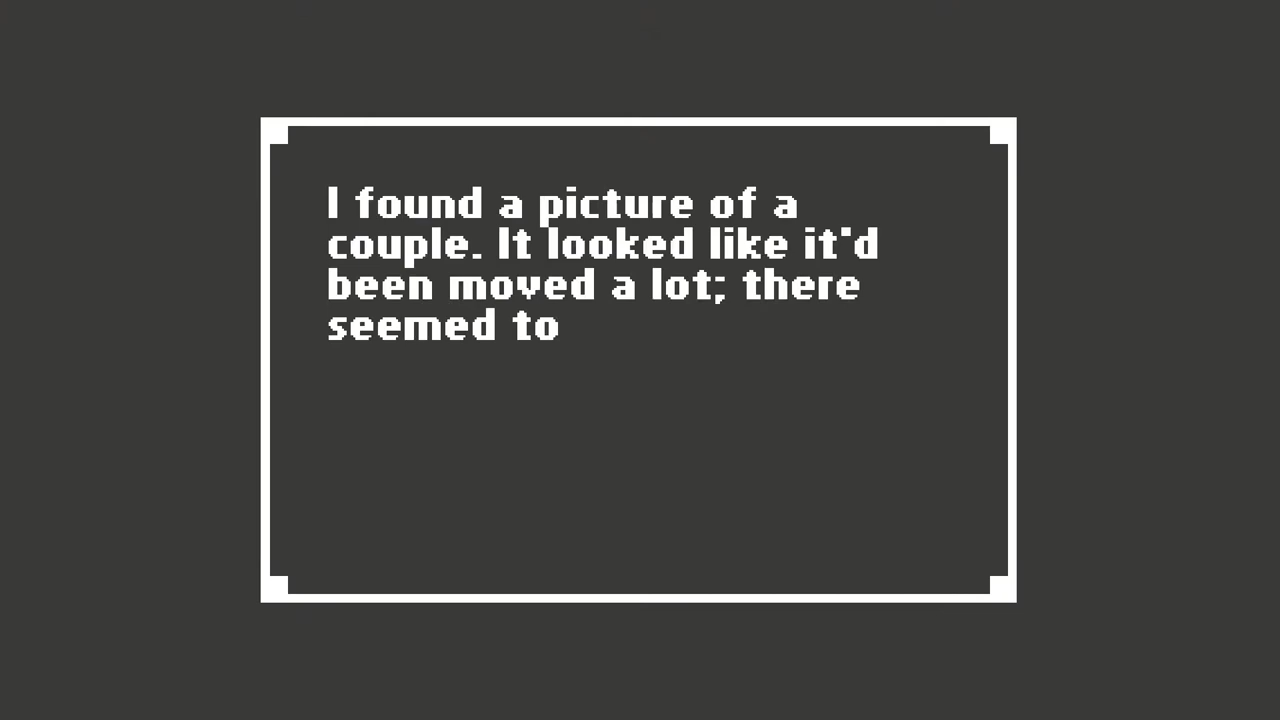 I found a picture of a
couple. It looked like it'd
been moved a lot; there
seemed to